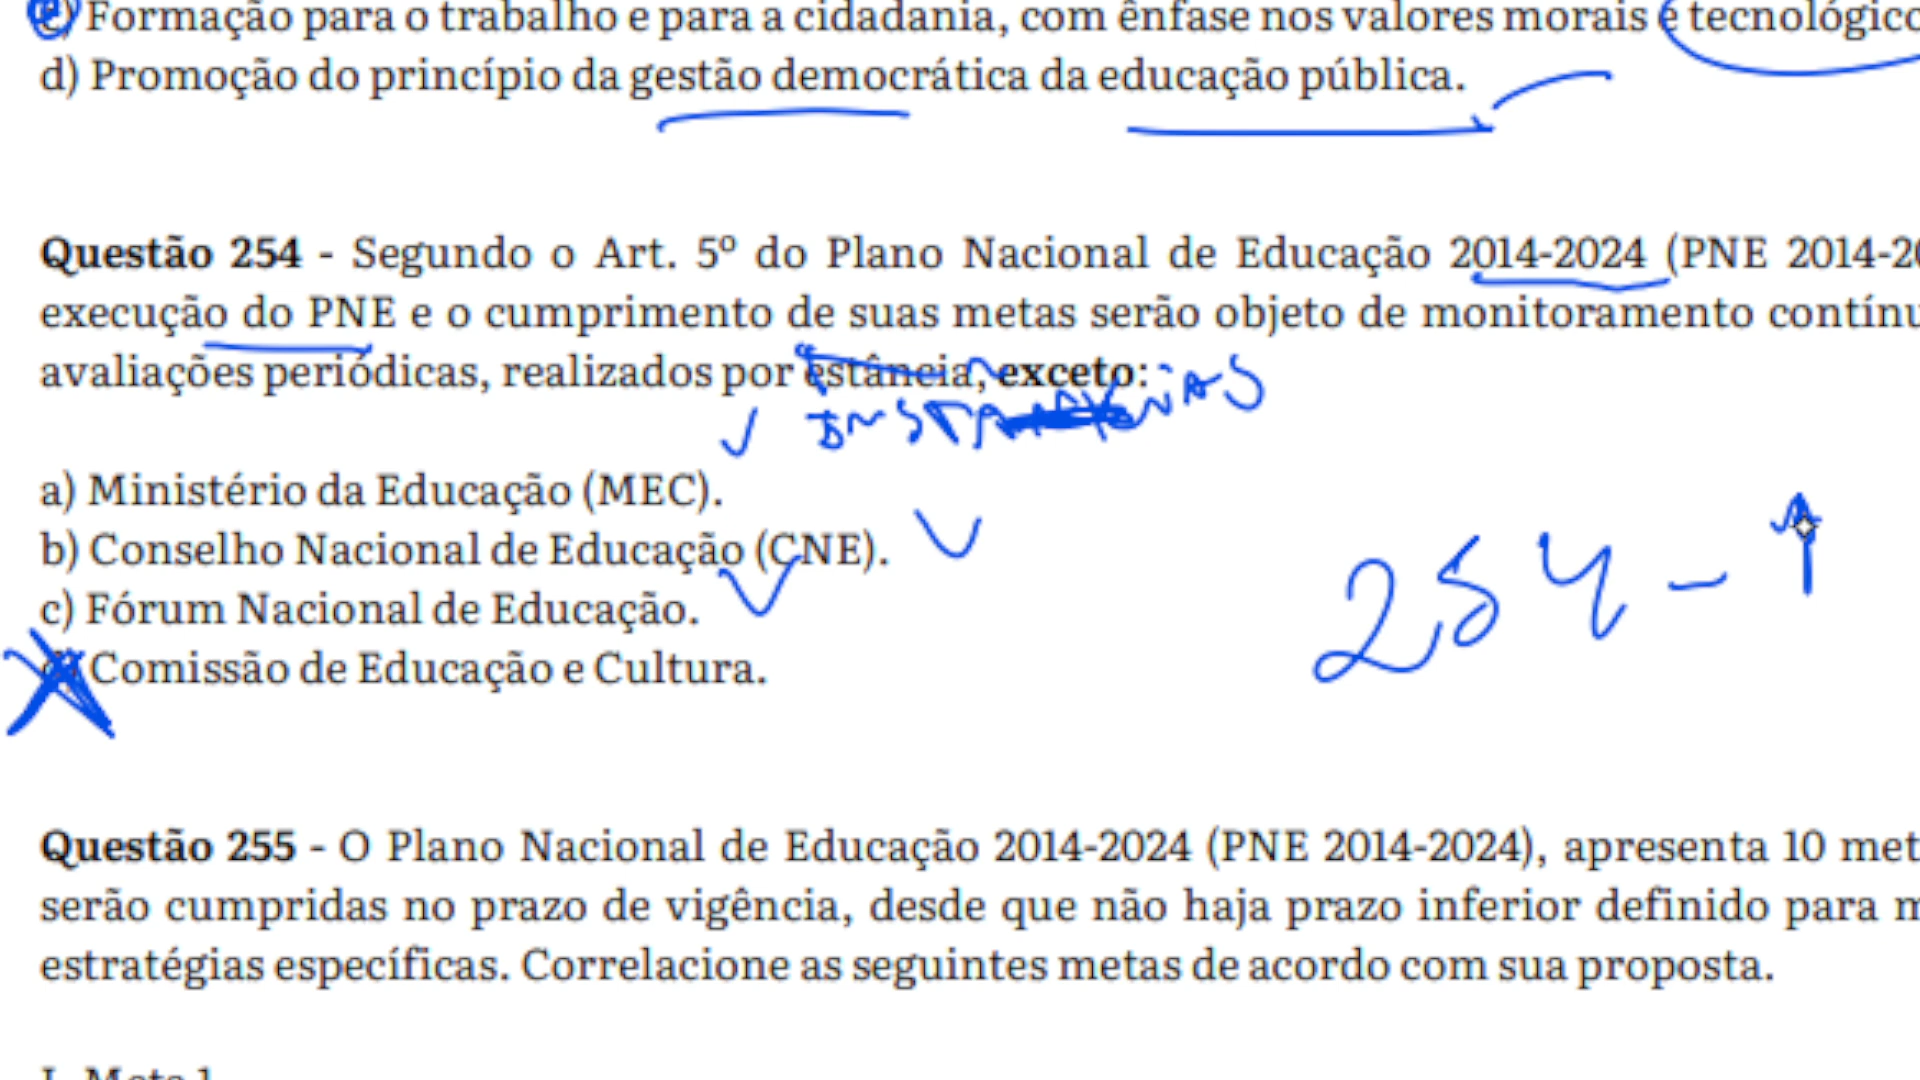 c) Formação para o trabalho e para a cidadania, com ênfase nos valores morais e tecnológico
d) Promoção do princípio da gestão democrática da educação pública.
Questão 254 - Segundo o Art. 5º do Plano Nacional de Educação 2014-2024 (PNE 2014-20
execução do PNE e o cumprimento de suas metas serão objeto de monitoramento contínu
avaliações periódicas, realizados por estância, exceto:
a) Ministério da Educação (MEC).
b) Conselho Nacional de Educação (CNE).
c) Fórum Nacional de Educação.
254 -
Comissão de Educação e Cultura.
Questão 255 - O Plano Nacional de Educação 2014-2024 (PNE 2014-2024), apresenta 10 met
serão cumpridas no prazo de vigência, desde que não haja prazo inferior definido para m
estratégias específicas. Correlacione as seguintes metas de acordo com sua proposta.
I- Meta 1